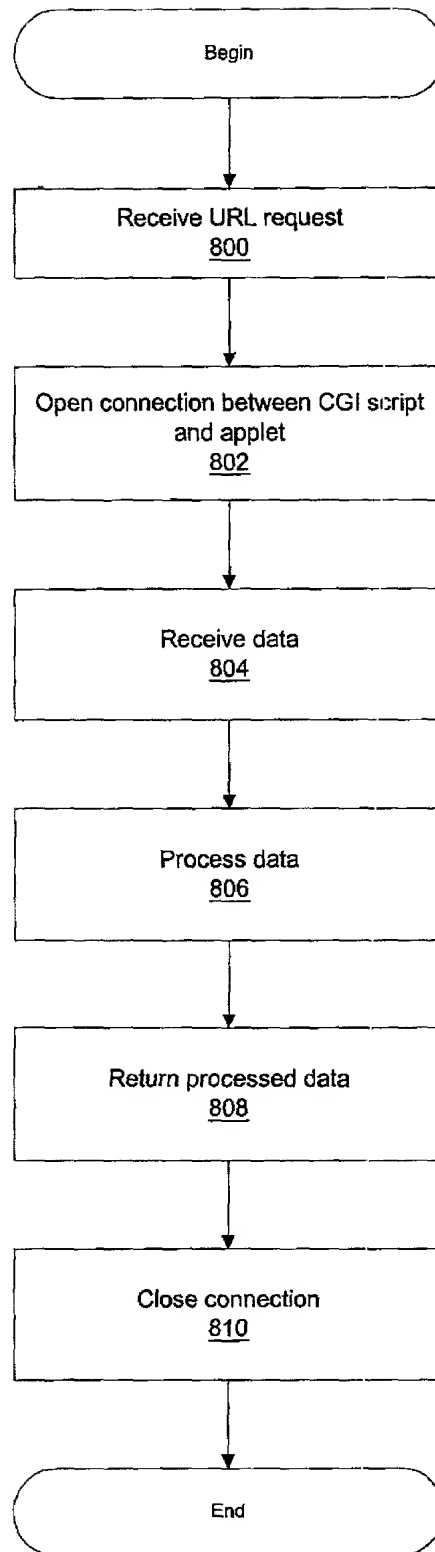 Begin
Receive URL request
800
Open connection between CGI script
and applet
802
Receive data
804
Process data
806
Return processed data
808
Close connection
810
End